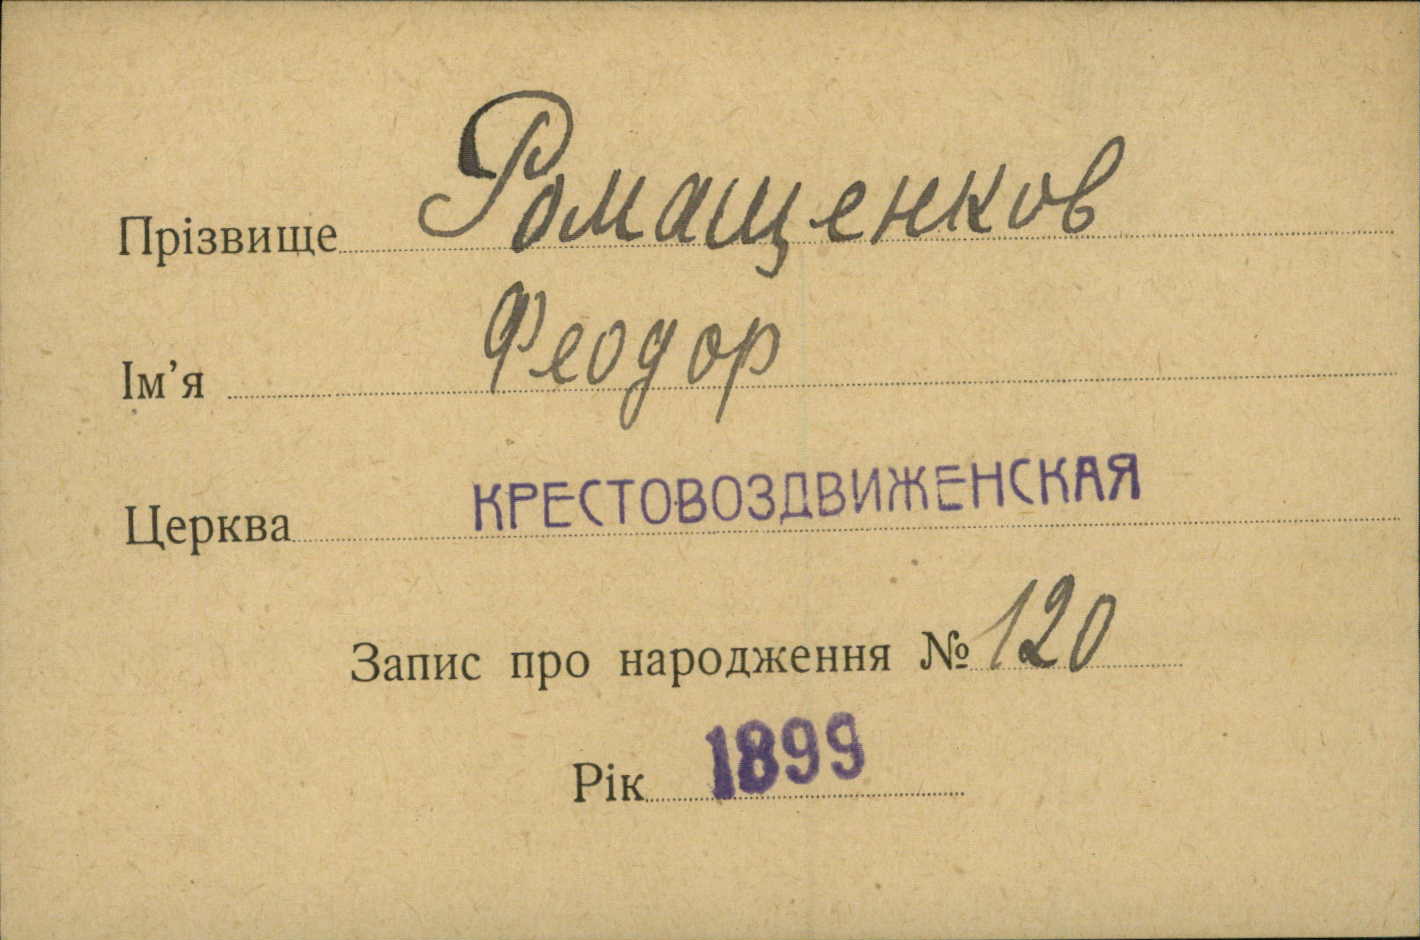 Прізвище Ромащенков
Ім’я Феодор
Церква КРЕСТОВОЗДВИЖЕНСКАЯ
Запис про народження № 120
Рік 1899